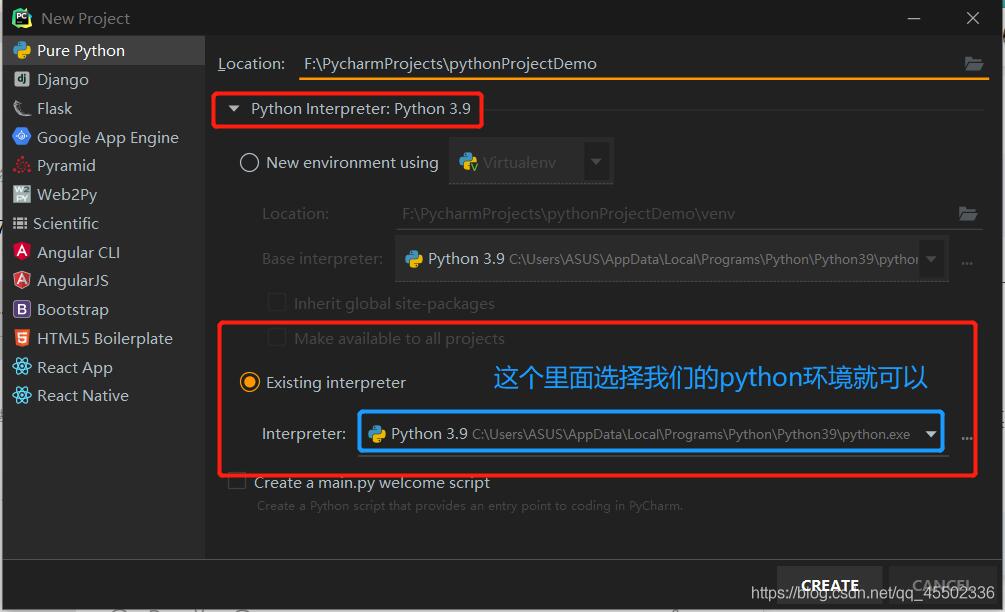 New Project
Pure Python
Django
Flask
Google App Engine
Pyramid
Web2Py
Scientific
Angular CLI
AngularJS
Bootstrap
HTML5 Boilerplate
React App
React Native
Location: F:\PycharmProjects\pythonProjectDemo
Python Interpreter: Python 3.9
New environment using Virtualenv
Location: F:\PycharmProjects\pythonProjectDemo\venv
Base interpreter: Python 3.9 C:\Users\ASUS\AppData\Local\Programs\Python\Python39\pythor ...
Inherit global site-packages
Make available to all projects
Existing interpreter 这个里面选择我们的python环境就可以
Interpreter: Python 3.9 C:\Users\ASUS\AppData\Local\Programs\Python\Python39\python.exe ...
Create a main.py welcome script
Create a Python script that provides an entry point to coding in PyCharm.
CREATE CANCEL
https://blog.csdn.net/qq_45502336